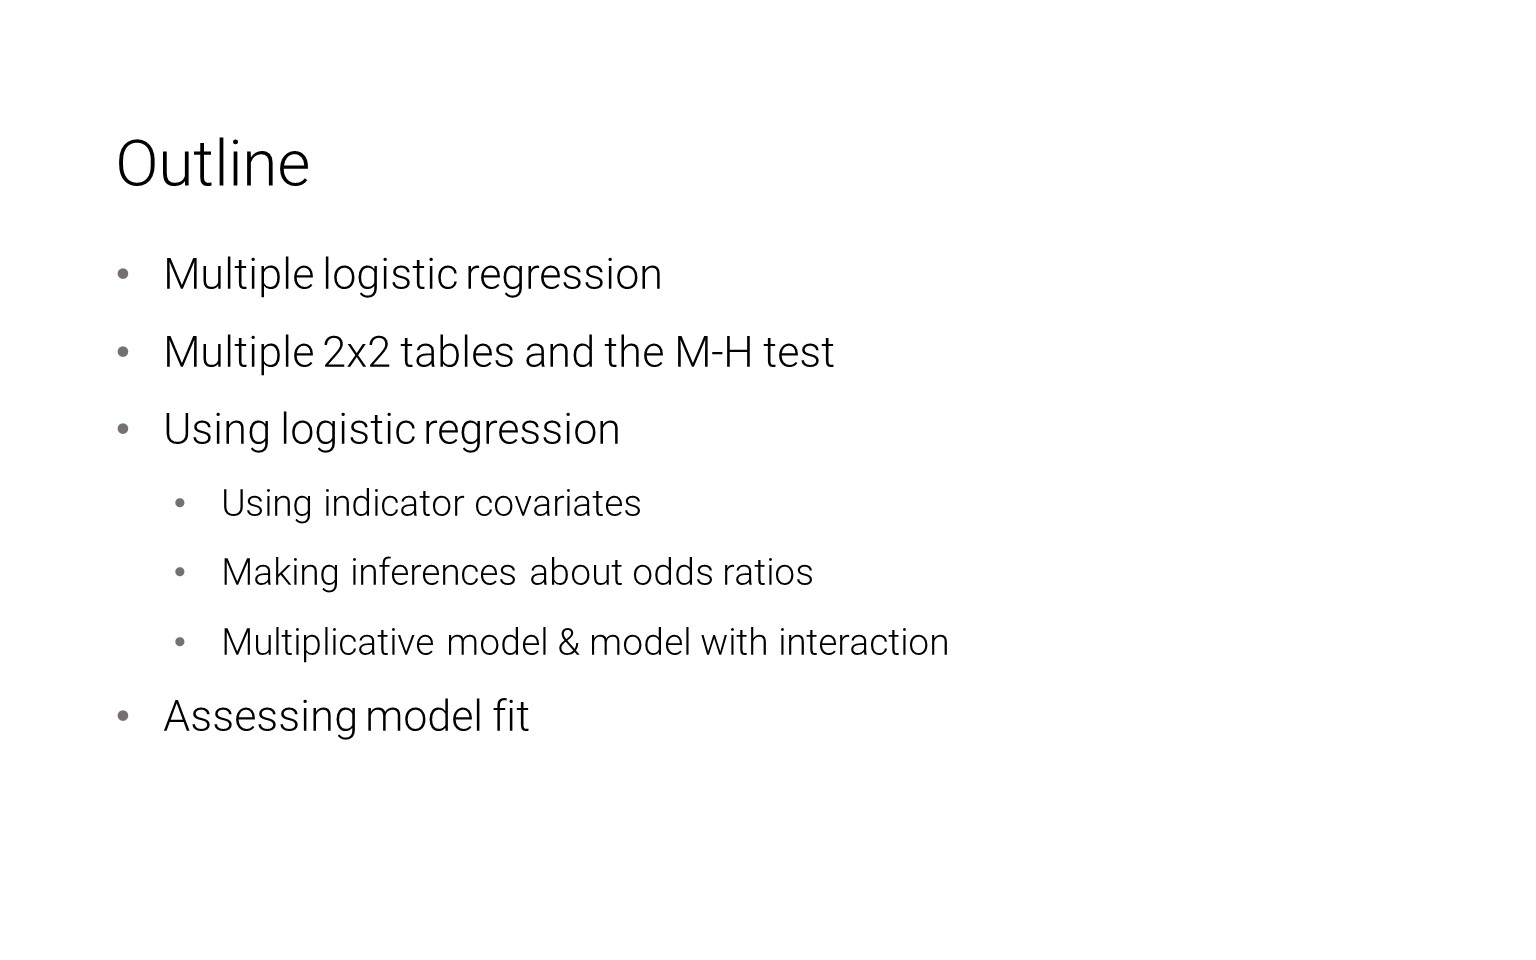 Outline
• Multiple logistic regression
• Multiple 2x2 tables and the M-H test
• Using logistic regression
• Using indicator covariates
• Making inferences about odds ratios
• Multiplicative model & model with interaction
• Assessing model fit